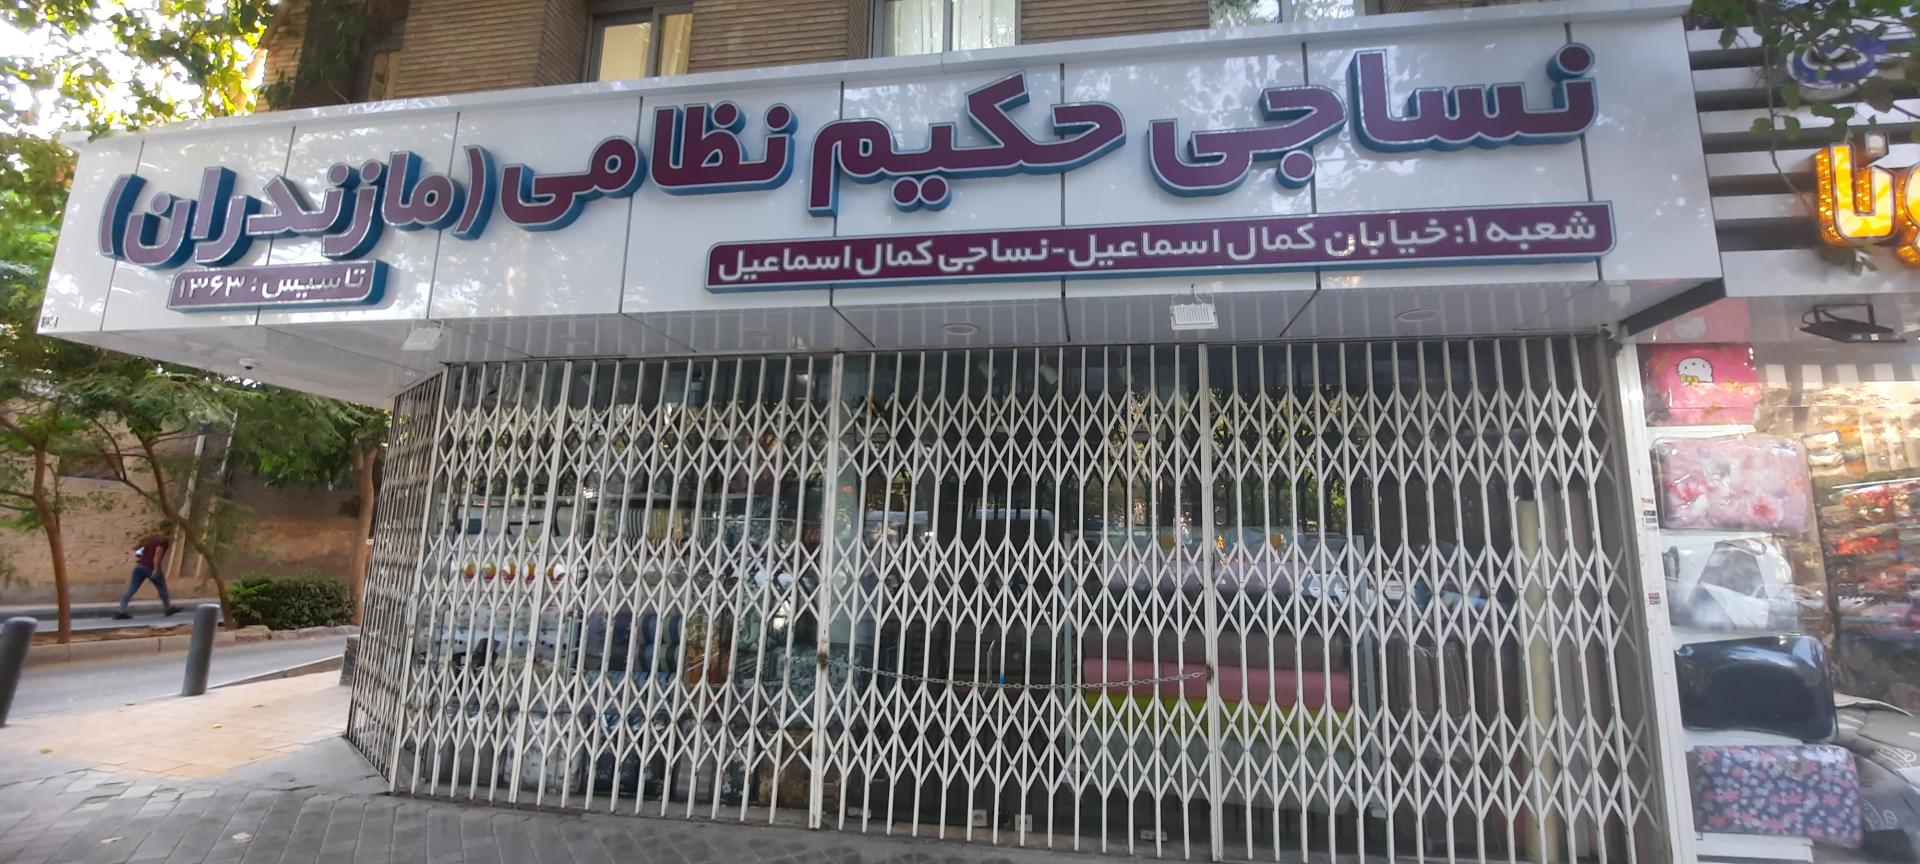 نساجی حکیم نظامی (مازندران)
شعبه ۱: خیابان کمال اسماعیل-نساجی کمال اسماعیل
تاسیس : ۱۳۶۳